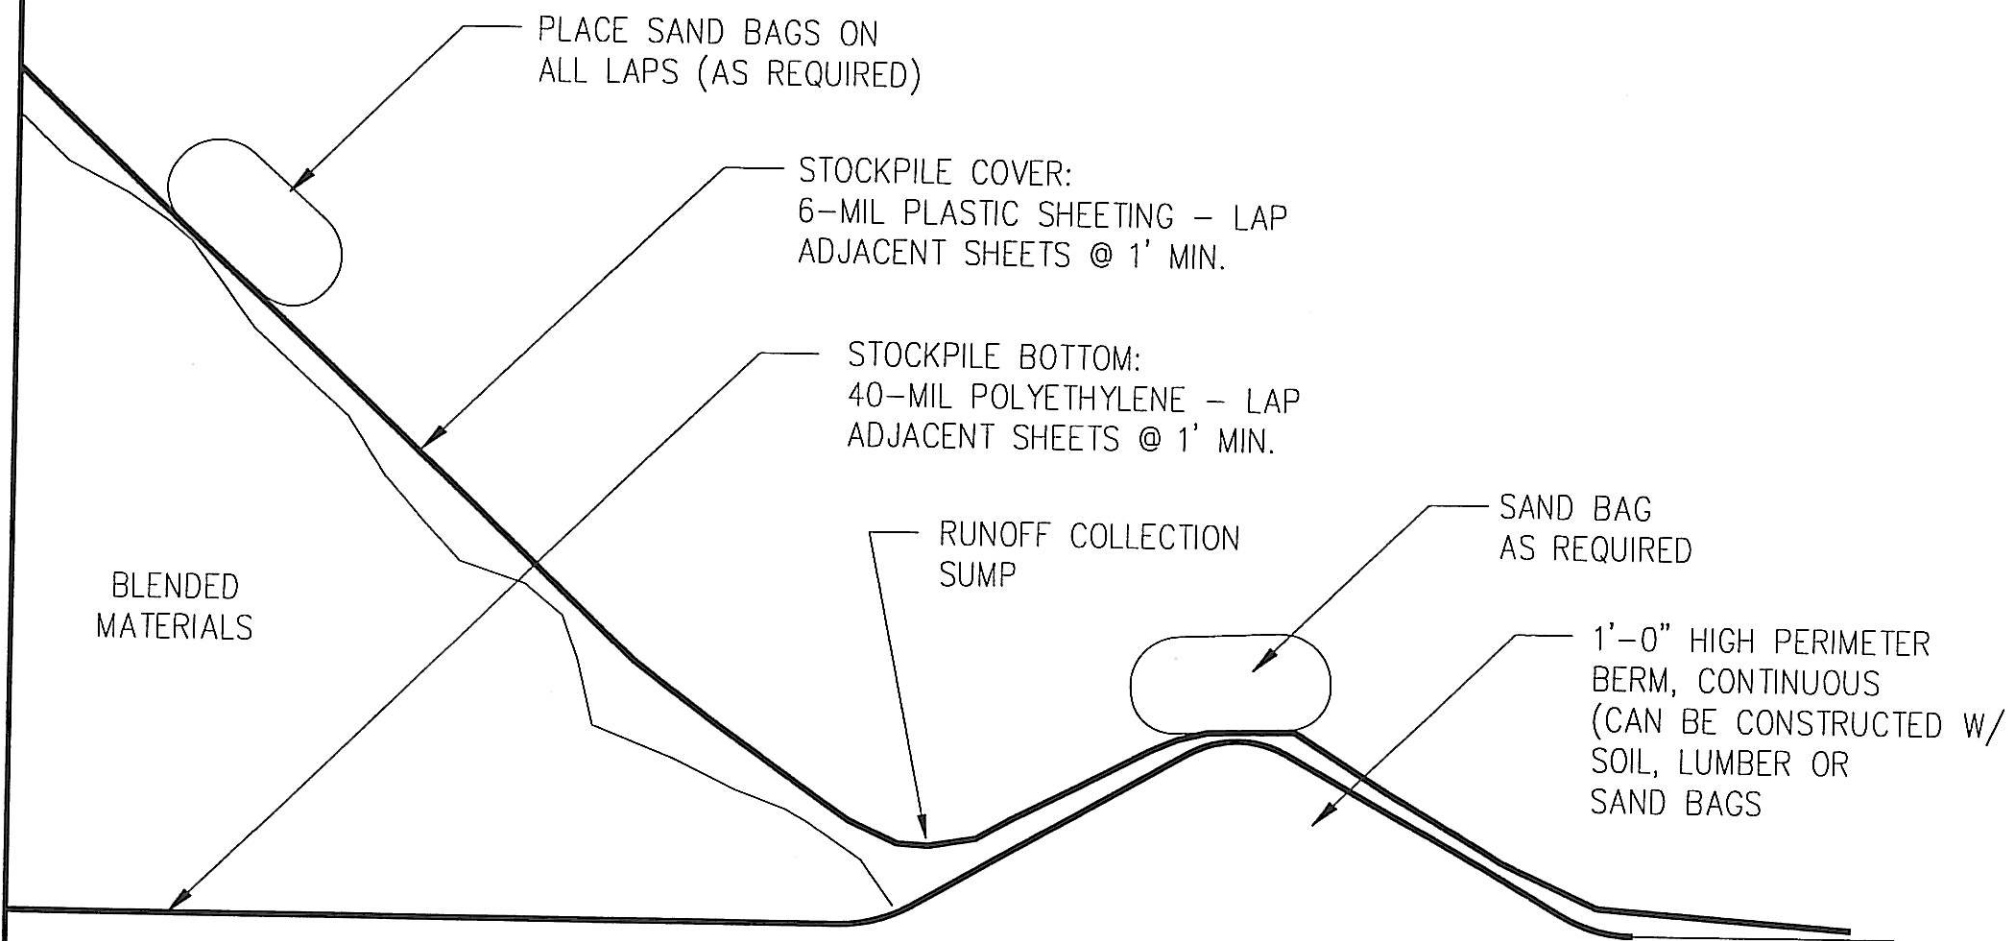 PLACE SAND BAGS ON
ALL LAPS (AS REQUIRED)
STOCKPILE COVER:
6-MIL PLASTIC SHEETING - LAP
ADJACENT SHEETS @ 1' MIN.
STOCKPILE BOTTOM:
40-MIL POLYETHYLENE - LAP
ADJACENT SHEETS @ 1' MIN.
RUNOFF COLLECTION
SUMP
SAND BAG
AS REQUIRED
BLENDED
MATERIALS
1'-0" HIGH PERIMETER
BERM, CONTINUOUS
(CAN BE CONSTRUCTED W/
SOIL, LUMBER OR
SAND BAGS